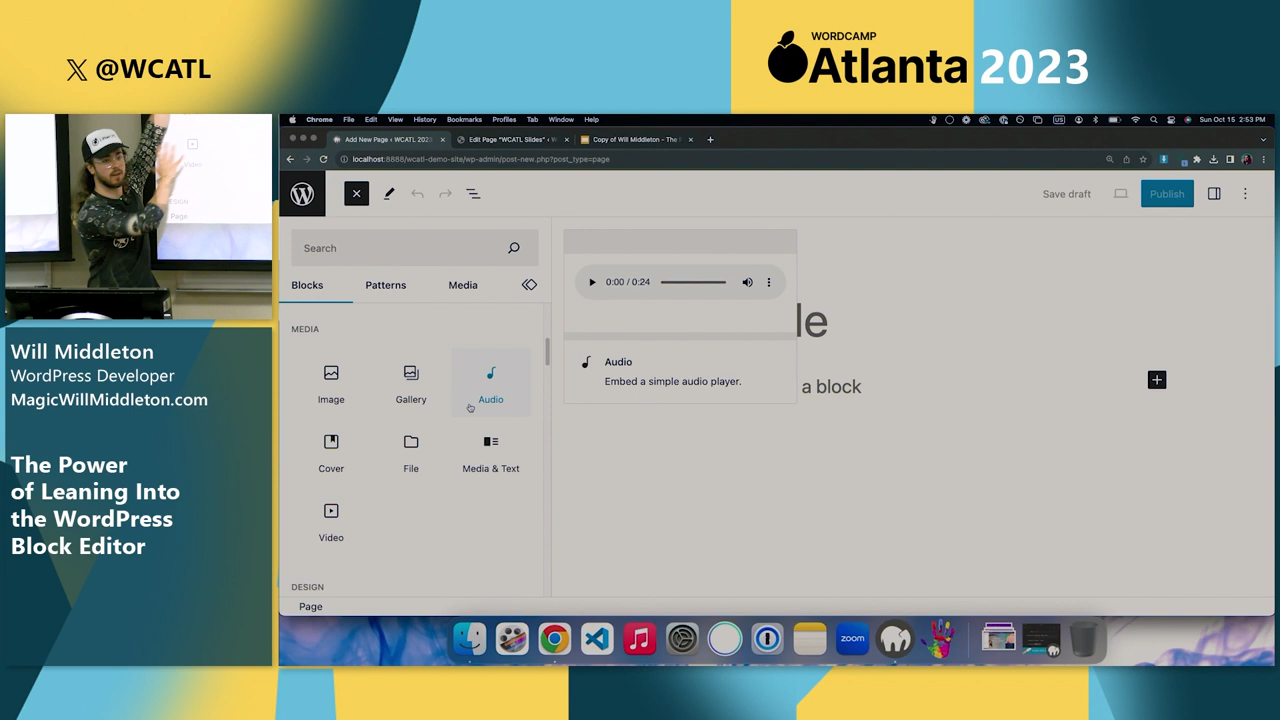 𝕏 @WCATL
WORDCAMP
Atlanta 2023
Chrome File Edit View History Bookmarks Profiles Tab Window Help
US
Sun Oct 15 2:53 PM
Add New Page ‹ WCATL 2023
Edit Page "WCATL Slides" ‹ W
Copy of Will Middleton - The
localhost:8888/wcati-demo-site/wp-admin/post-new.php?post_type=page
Save draft
Publish
Search
Blocks Patterns Media
MEDIA
Image
Gallery
Audio
Cover
File
Media & Text
Video
DESIGN
Page
0:00 / 0:24
Audio
Embed a simple audio player.
le
a block
zoom
Video
Page
Will Middleton
WordPress Developer
MagicWillMiddleton.com
The Power
of Leaning Into
the WordPress
Block Editor